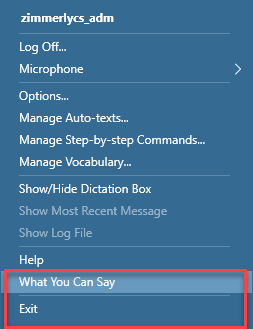 zimmerlycs_adm
Log Off...
Microphone
Options...
Manage Auto-texts...
Manage Step-by-step Commands...
Manage Vocabulary...
Show/Hide Dictation Box
Show Most Recent Message
Show Log File
Help
What You Can Say
Exit